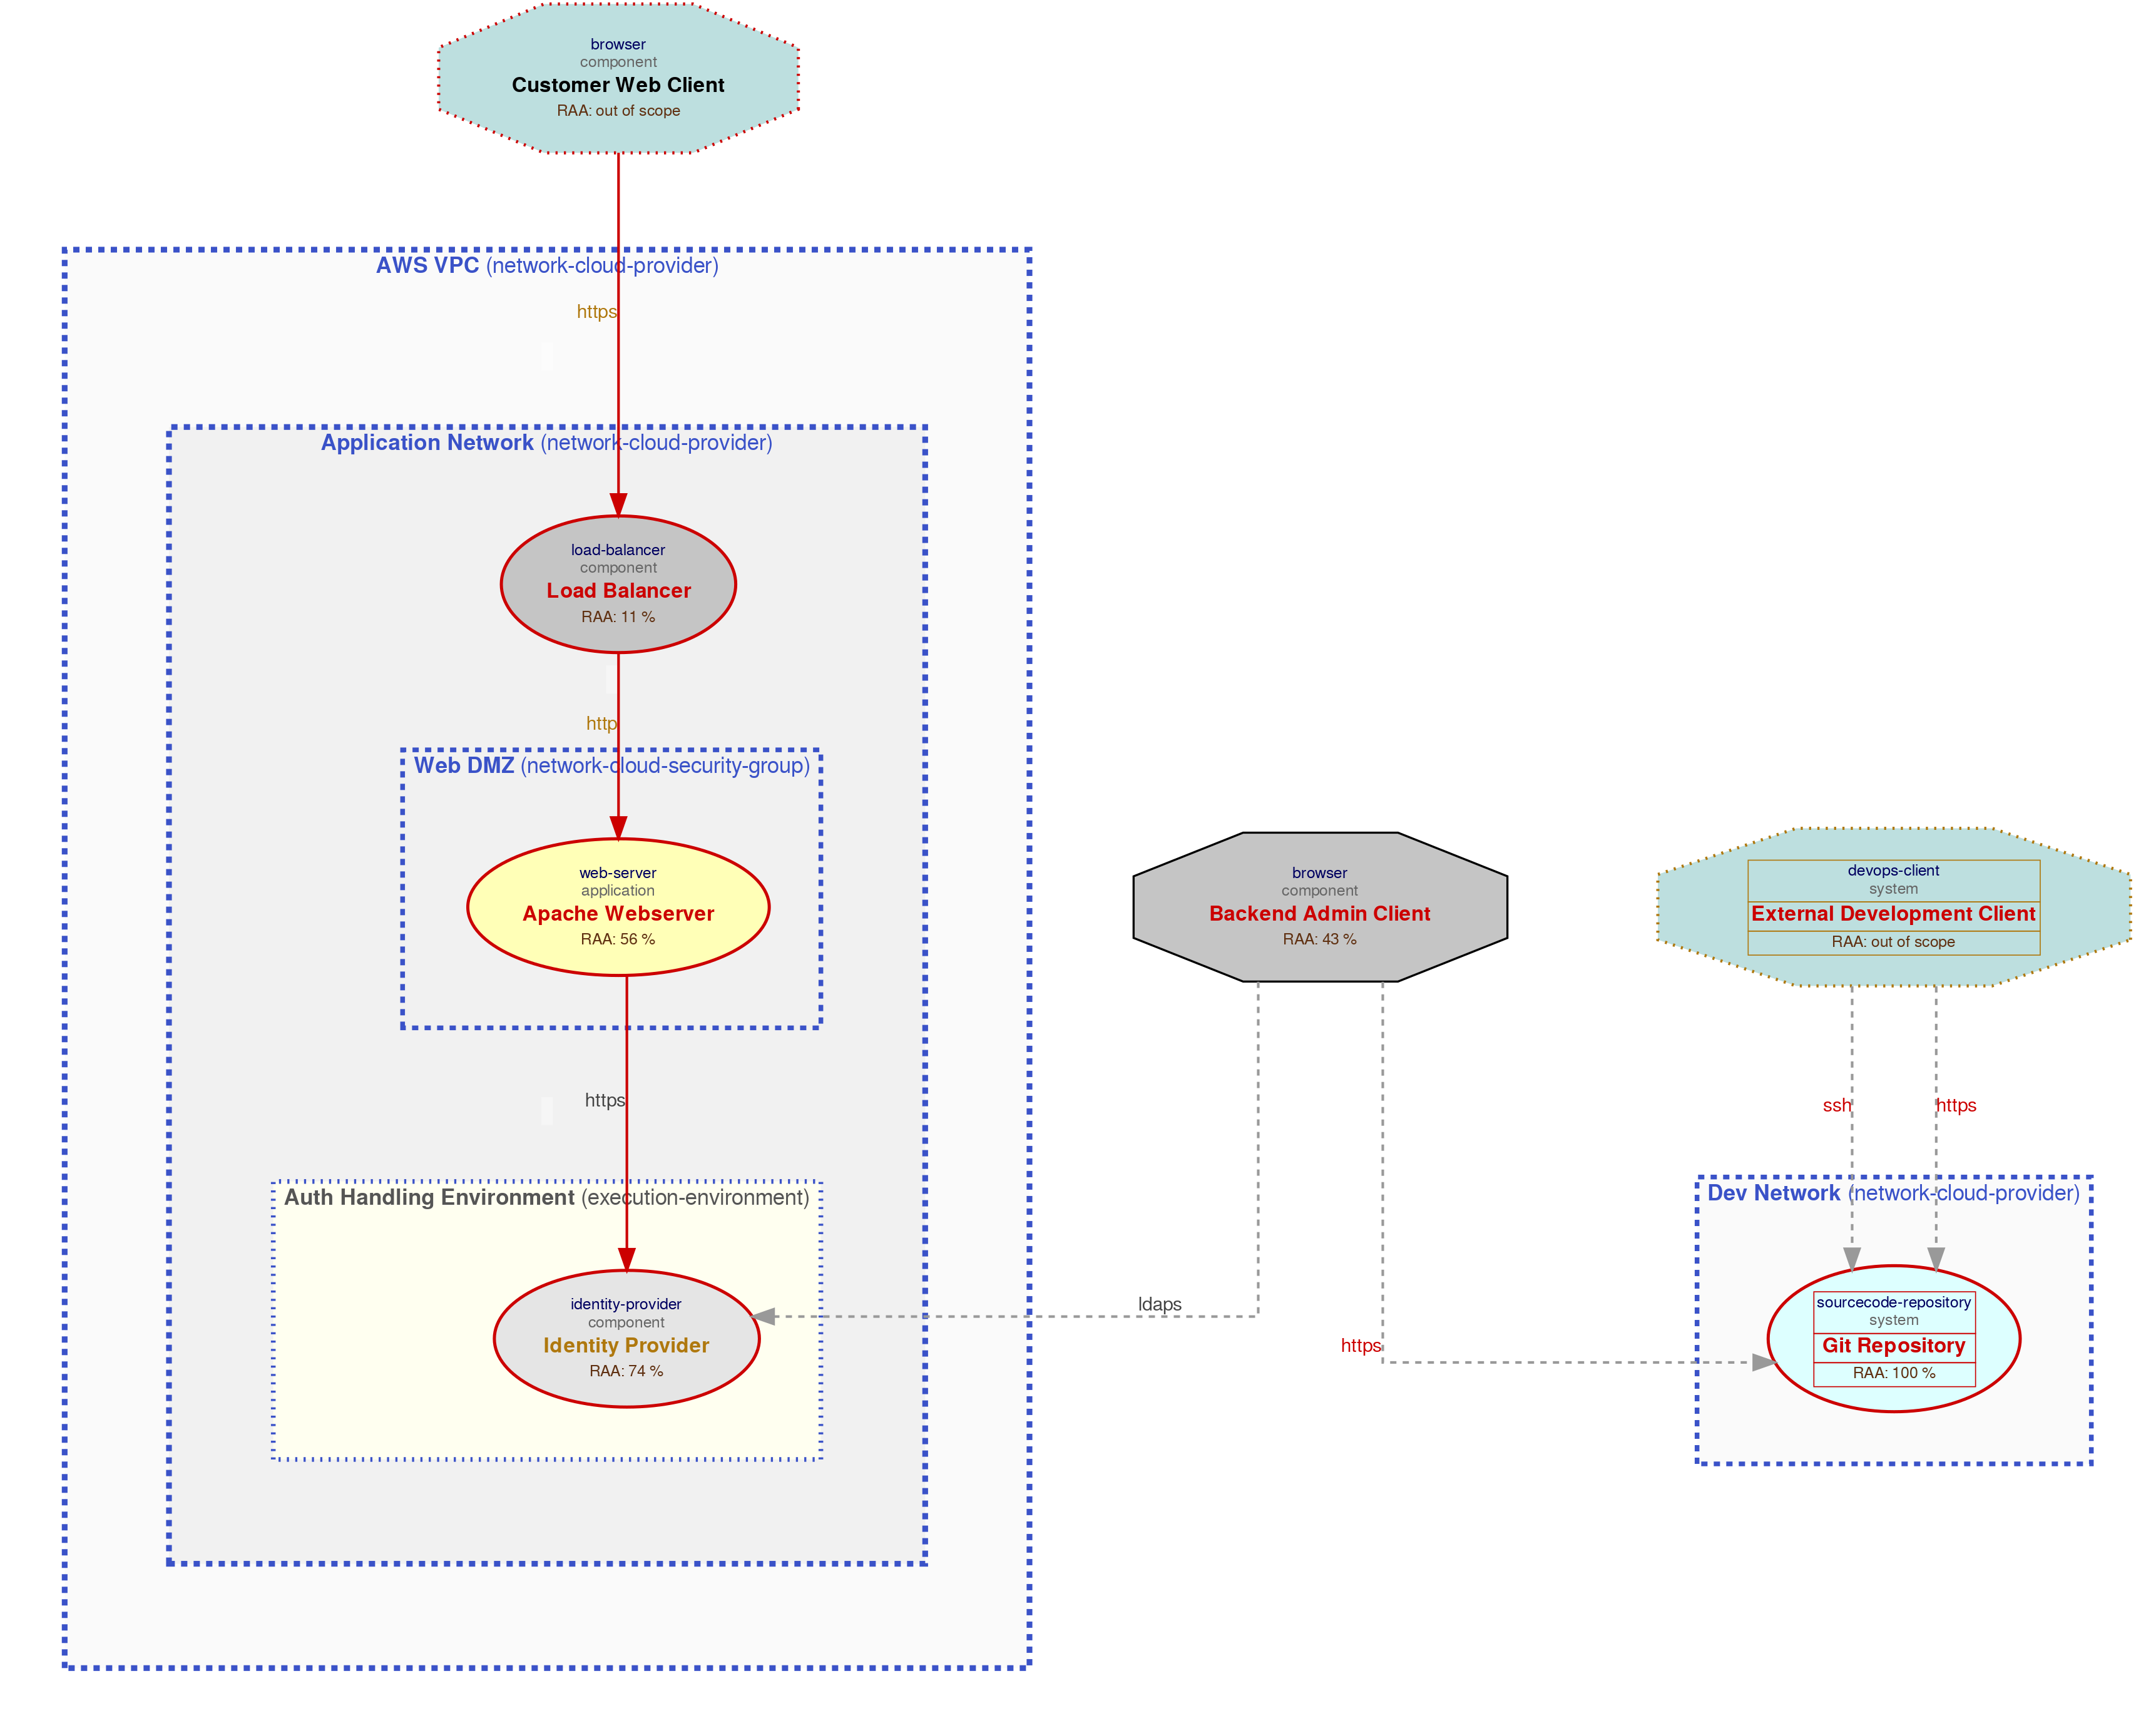 browser
component
Customer Web Client
RAA: out of scope
AWS VPC (network-cloud-provider)
https
Application Network (network-cloud-provider)
load-balancer
component
Load Balancer
RAA: 11 %
http
Web DMZ (network-cloud-security-group)
web-server
application
Apache Webserver
RAA: 56 %
browser
component
Backend Admin Client
RAA: 43 %
devops-client
system
External Development Client
RAA: out of scope
https
ssh
https
Auth Handling Environment (execution-environment)
Dev Network (network-cloud-provider)
identity-provider
component
Identity Provider
RAA: 74 %
ldaps
https
sourcecode-repository
system
Git Repository
RAA: 100 %